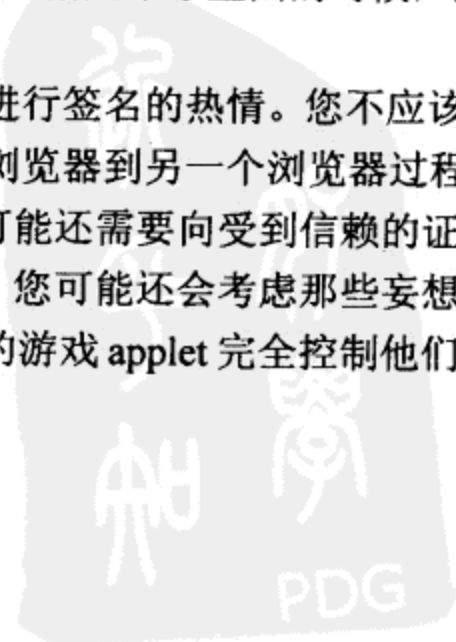 进行签名的热情。您不应该
浏览器到另一个浏览器过程
可能还需要向受到信赖的证
您可能还会考虑那些妄想
的游戏 applet 完全控制他们
PDG